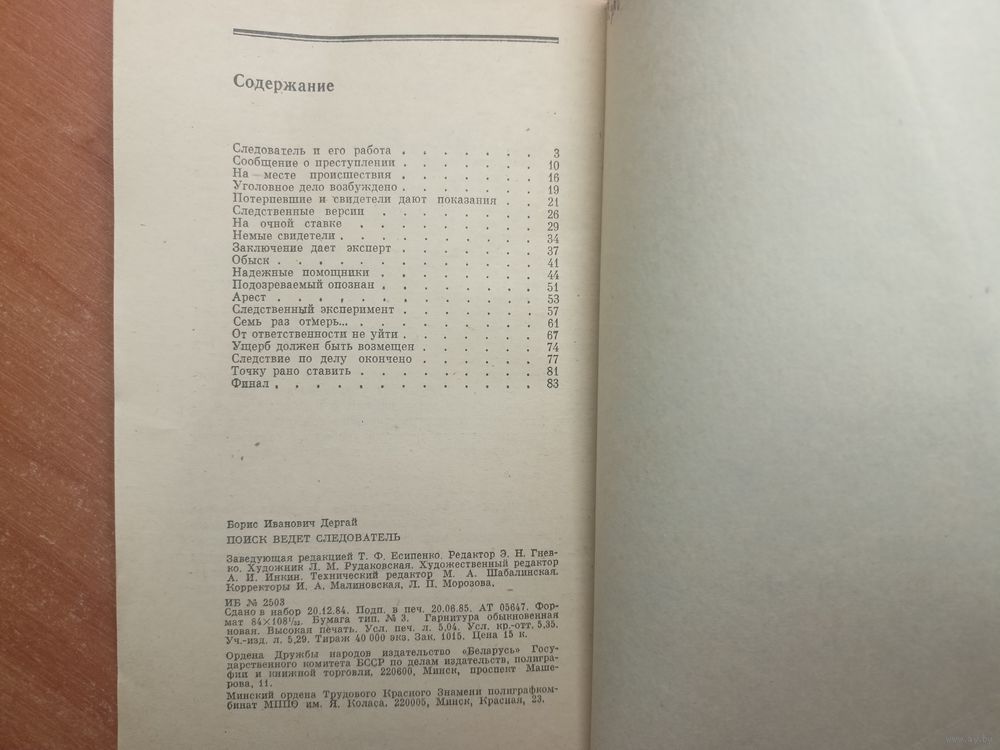 Содержание
Следователь и его работа . . . . . . . 3
Сообщение о преступлении . . . . . . . 10
На месте происшествия . . . . . . . 16
Уголовное дело возбуждено . . . . . . . 19
Потерпевшие и свидетели дают показания . . 21
Следственные версии . . . . . . . . 26
На очной ставке . . . . . . . . . 29
Немые свидетели . . . . . . . . . . 34
Заключение дает эксперт . . . . . . . 37
Обыск . . . . . . . . . . . . . 41
Надежные помощники . . . . . . . . 44
Подозреваемый опознан . . . . . . . . 51
Арест . . . . . . . . . . . . . 53
Следственный эксперимент . . . . . . . 57
Семь раз отмерь... . . . . . . . . . 61
От ответственности не уйти . . . . . . . 67
Ущерб должен быть возмещен . . . . . . 74
Следствие по делу окончено . . . . . . 77
Точку рано ставить . . . . . . . . . 81
Финал . . . . . . . . . . . . . 83
Борис Иванович Дергай
ПОИСК ВЕДЕТ СЛЕДОВАТЕЛЬ
Заведующая редакцией Т. Ф. Есипенко. Редактор Э. Н. Гнев-
ко. Художник Л. М. Рудаковская. Художественный редактор
А. И. Инкин. Технический редактор М. А. Шабалинская.
Корректоры И. А. Малиновская, Л. П. Морозова.
ИБ № 2503
Сдано в набор 20.12.84. Подп. в печ. 20.06.85. АТ 05647. Фор-
мат 84×108¹/₃₂. Бумага тип. № 3. Гарнитура обыкновенная
новая. Высокая печать. Усл. печ. л. 5,04. Усл. кр.-отт. 5,35.
Уч.-изд. л. 5,29. Тираж 40 000 экз. Зак. 1015. Цена 15 к.
Ордена Дружбы народов издательство «Беларусь» Госу-
дарственного комитета БССР по делам издательств, полигра-
фии и книжной торговли. 220600, Минск, проспект Маше-
рова, 11.
Минский ордена Трудового Красного Знамени полиграфком-
бинат МППО им. Я. Коласа. 220005, Минск, Красная, 23.
www.ay.by